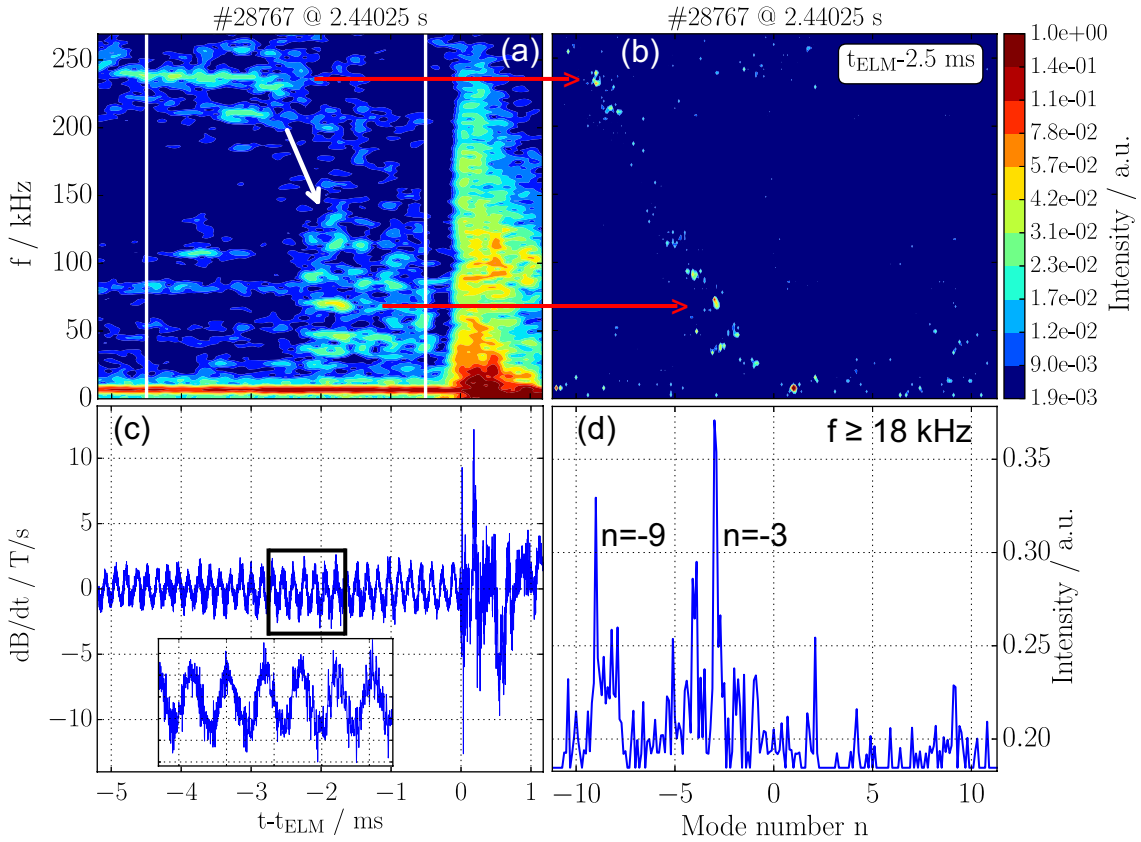 #28767 @ 2.44025 s
#28767 @ 2.44025 s
(a)
(b)
t_ELM-2.5 ms
f / kHz
250
200
150
100
50
0
1.0e+00
1.4e-01
1.1e-01
7.8e-02
5.7e-02
4.2e-02
3.1e-02
2.3e-02
1.7e-02
1.2e-02
9.0e-03
1.9e-03
Intensity / a.u.
(c)
dB/dt / T/s
10
5
0
−5
−10
−5 −4 −3 −2 −1 0 1
t-t_ELM / ms
(d)
f ≥ 18 kHz
n=-9
n=-3
0.35
0.30
0.25
0.20
Intensity / a.u.
−10 −5 0 5 10
Mode number n